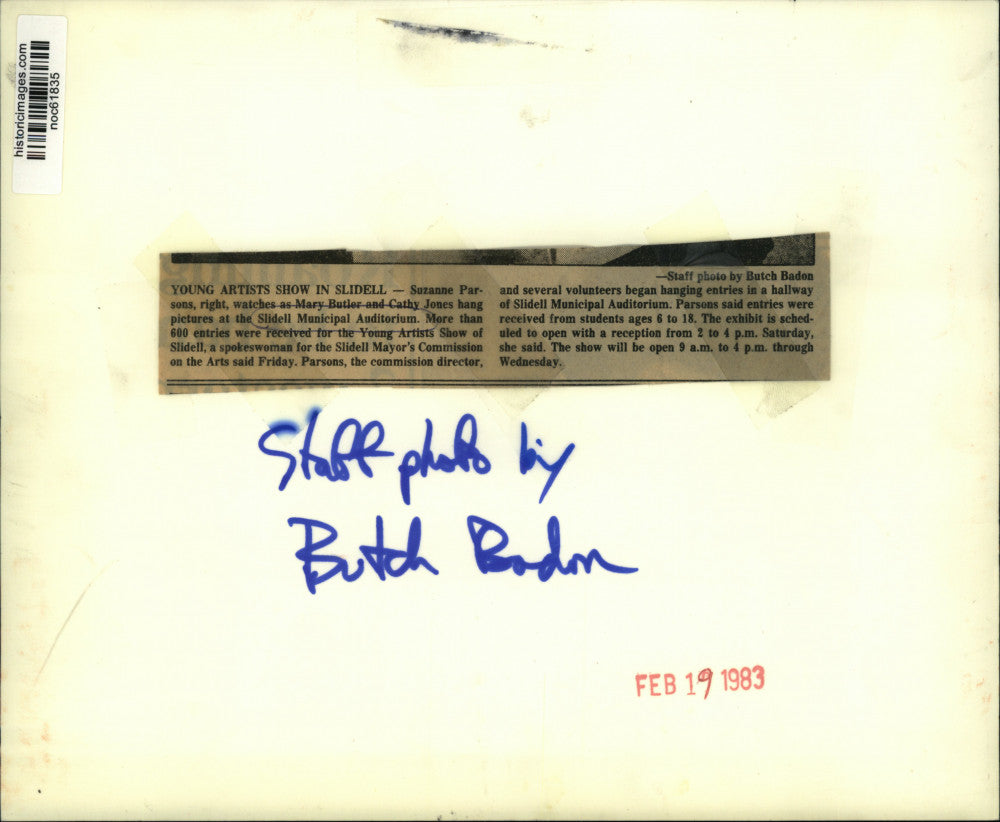 historicimages.com
noc61835
—Staff photo by Butch Badon
YOUNG ARTISTS SHOW IN SLIDELL — Suzanne Par-
sons, right, watches as Mary Butler and Cathy Jones hang
pictures at the Slidell Municipal Auditorium. More than
600 entries were received for the Young Artists Show of
Slidell, a spokeswoman for the Slidell Mayor's Commission
on the Arts said Friday. Parsons, the commission director,
and several volunteers began hanging entries in a hallway
of Slidell Municipal Auditorium. Parsons said entries were
received from students ages 6 to 18. The exhibit is sched-
uled to open with a reception from 2 to 4 p.m. Saturday,
she said. The show will be open 9 a.m. to 4 p.m. through
Wednesday.
Staff photo by
Butch Badon
FEB 19 1983